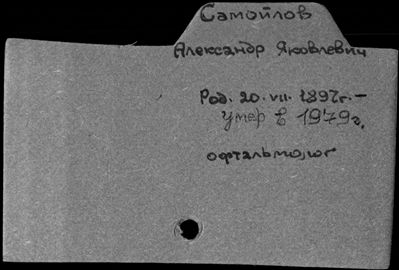 Самойлов
Александр Яковлевич
Род. 20.VII.1897г.-
умер в 1979г.
офтальмолог